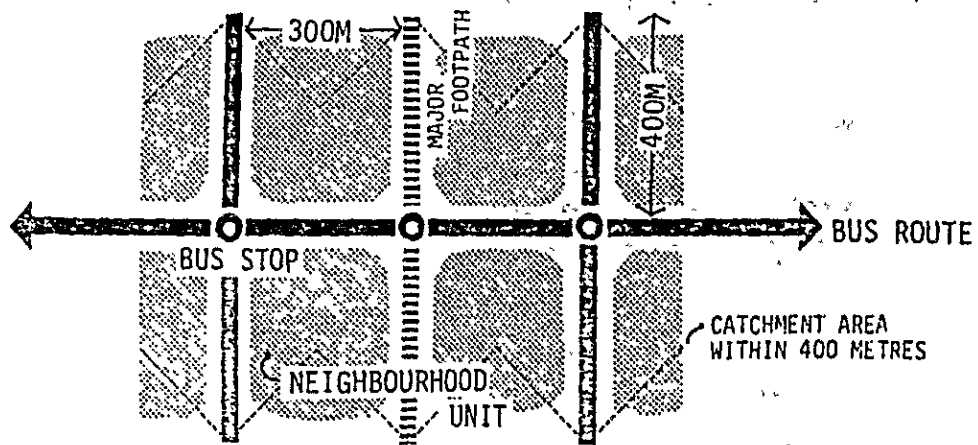 300M
MAJOR
FOOTPATH
400M
BUS ROUTE
BUS STOP
CATCHMENT AREA
WITHIN 400 METRES
NEIGHBOURHOOD
UNIT